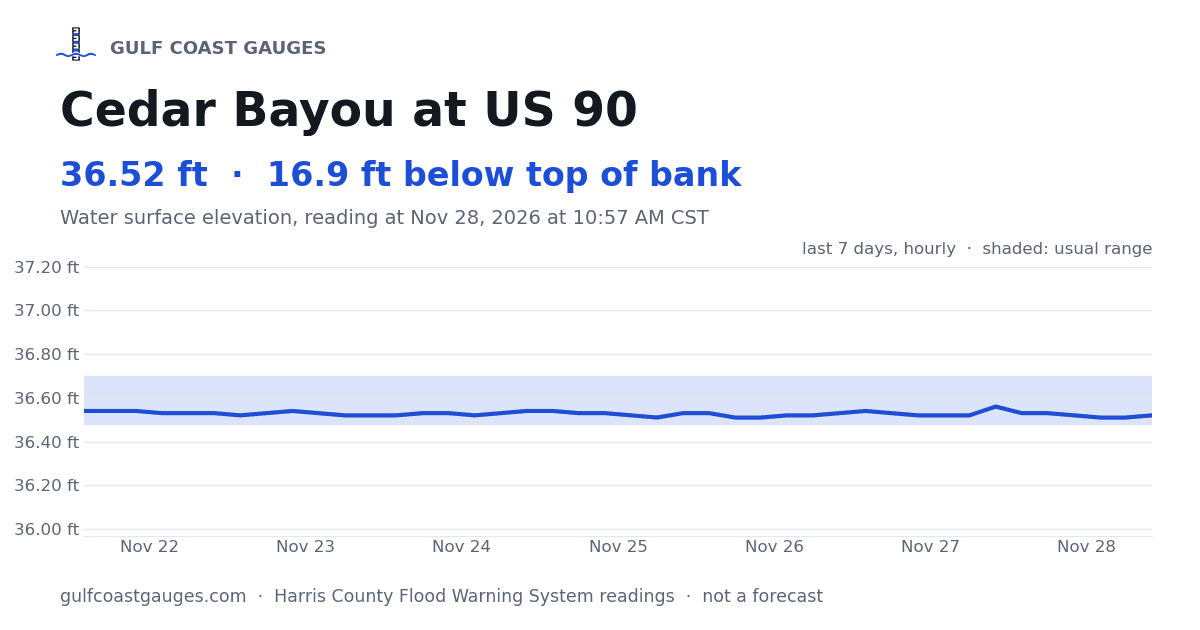 GULF COAST GAUGES
Cedar Bayou at US 90
36.52 ft · 16.9 ft below top of bank
Water surface elevation, reading at Nov 28, 2026 at 10:57 AM CST
last 7 days, hourly · shaded: usual range
37.20 ft
37.00 ft
36.80 ft
36.60 ft
36.40 ft
36.20 ft
36.00 ft
Nov 22 Nov 23 Nov 24 Nov 25 Nov 26 Nov 27 Nov 28
gulfcoastgauges.com · Harris County Flood Warning System readings · not a forecast